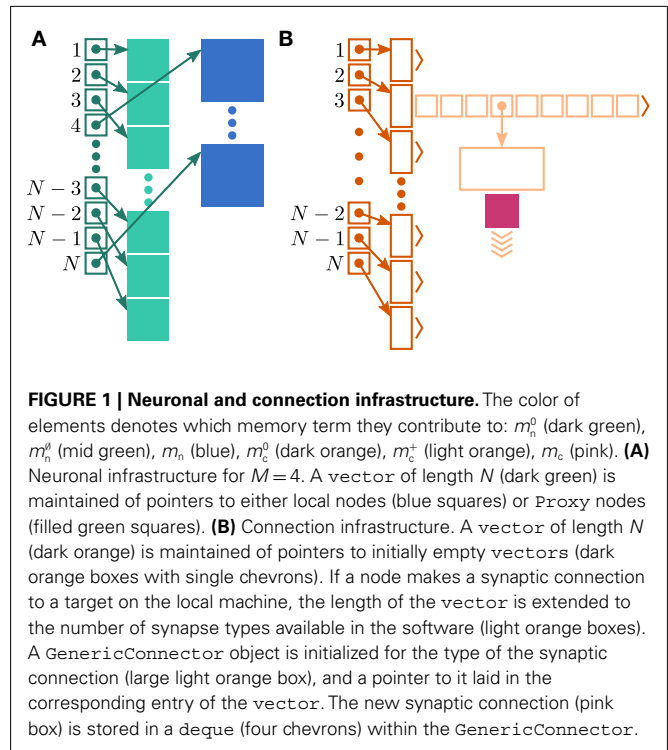 A
B
1
2
3
4
N − 3
N − 2
N − 1
N
1
2
3
N − 2
N − 1
N
FIGURE 1 | Neuronal and connection infrastructure. The color of
elements denotes which memory term they contribute to: m_n^0 (dark green),
m_n^ø (mid green), m_n (blue), m_c^0 (dark orange), m_c^+ (light orange), m_c (pink). (A)
Neuronal infrastructure for M = 4. A vector of length N (dark green) is
maintained of pointers to either local nodes (blue squares) or Proxy nodes
(filled green squares). (B) Connection infrastructure. A vector of length N
(dark orange) is maintained of pointers to initially empty vectors (dark
orange boxes with single chevrons). If a node makes a synaptic connection
to a target on the local machine, the length of the vector is extended to
the number of synapse types available in the software (light orange boxes).
A GenericConnector object is initialized for the type of the synaptic
connection (large light orange box), and a pointer to it laid in the
corresponding entry of the vector. The new synaptic connection (pink
box) is stored in a deque (four chevrons) within the GenericConnector.